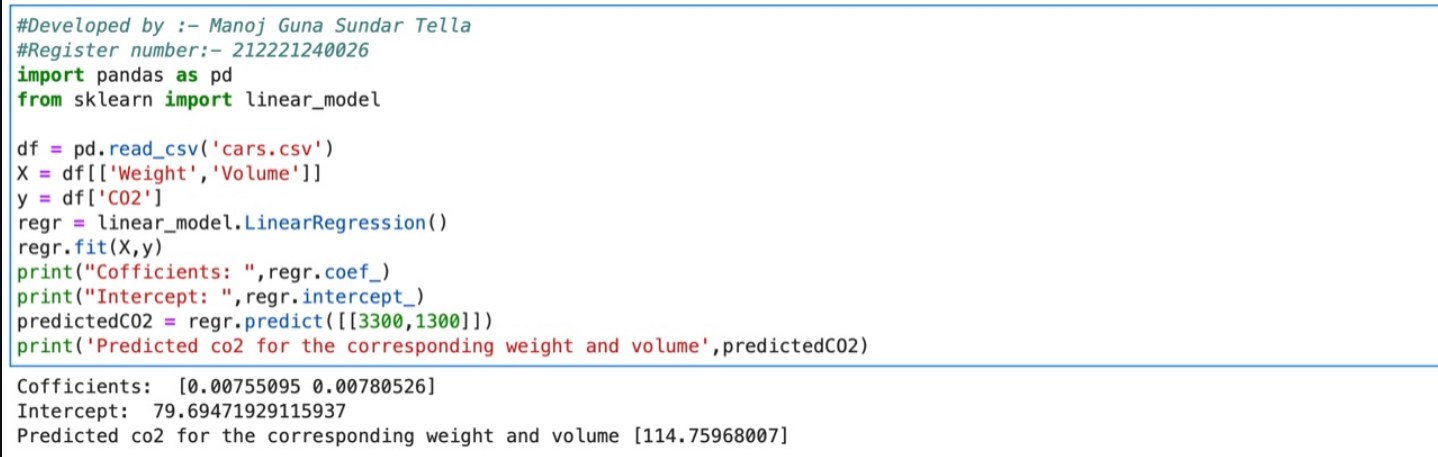 #Developed by :- Manoj Guna Sundar Tella
#Register number:- 212221240026
import pandas as pd
from sklearn import linear_model
df = pd.read_csv('cars.csv')
X = df[['Weight','Volume']]
y = df['CO2']
regr = linear_model.LinearRegression()
regr.fit(X,y)
print("Cofficients: ",regr.coef_)
print("Intercept: ",regr.intercept_)
predictedCO2 = regr.predict([[3300,1300]])
print('Predicted co2 for the corresponding weight and volume',predictedCO2)
Cofficients:  [0.00755095 0.00780526]
Intercept:  79.69471929115937
Predicted co2 for the corresponding weight and volume [114.75968007]